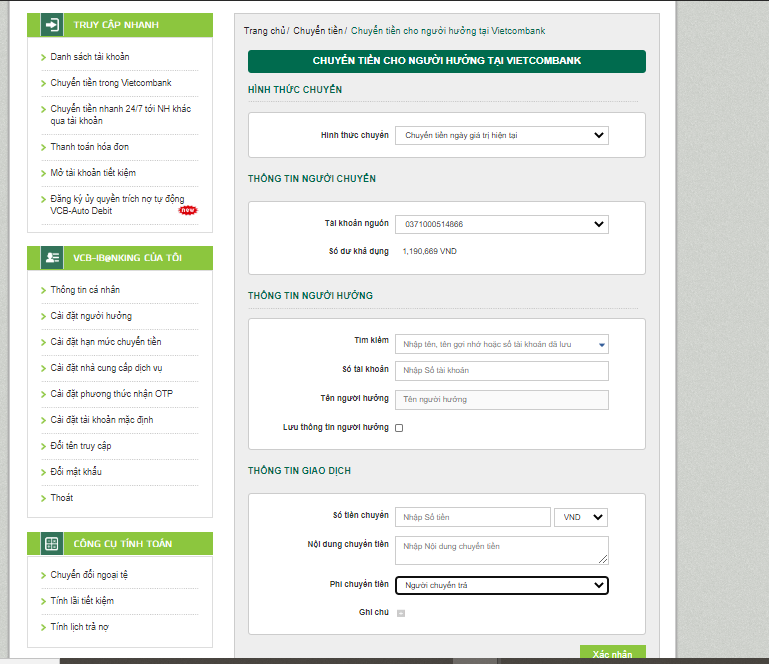 TRUY CẬP NHANH
Danh sách tài khoản
Chuyển tiền trong Vietcombank
Chuyển tiền nhanh 24/7 tới NH khác
qua tài khoản
Thanh toán hóa đơn
Mở tài khoản tiết kiệm
Đăng ký ủy quyền trích nợ tự động
VCB-Auto Debit
new
VCB-IB@NKING CỦA TÔI
Thông tin cá nhân
Cài đặt người hưởng
Cài đặt hạn mức chuyển tiền
Cài đặt nhà cung cấp dịch vụ
Cài đặt phương thức nhận OTP
Cài đặt tài khoản mặc định
Đổi tên truy cập
Đổi mật khẩu
Thoát
CÔNG CỤ TÍNH TOÁN
Chuyển đổi ngoại tệ
Tính lãi tiết kiệm
Tính lịch trả nợ
Trang chủ / Chuyển tiền / Chuyển tiền cho người hưởng tại Vietcombank
CHUYỂN TIỀN CHO NGƯỜI HƯỞNG TẠI VIETCOMBANK
HÌNH THỨC CHUYỂN
Hình thức chuyển Chuyển tiền ngày giá trị hiện tại
THÔNG TIN NGƯỜI CHUYỂN
Tài khoản nguồn 0371000514666
Số dư khả dụng 1,190,669 VND
THÔNG TIN NGƯỜI HƯỞNG
Tìm kiếm Nhập tên, tên gợi nhớ hoặc số tài khoản đã lưu
Số tài khoản Nhập Số tài khoản
Tên người hưởng Tên người hưởng
Lưu thông tin người hưởng
THÔNG TIN GIAO DỊCH
Số tiền chuyển Nhập Số tiền VND
Nội dung chuyển tiền Nhập Nội dung chuyển tiền
Phí chuyển tiền Người chuyển trả
Ghi chú
Xác nhận